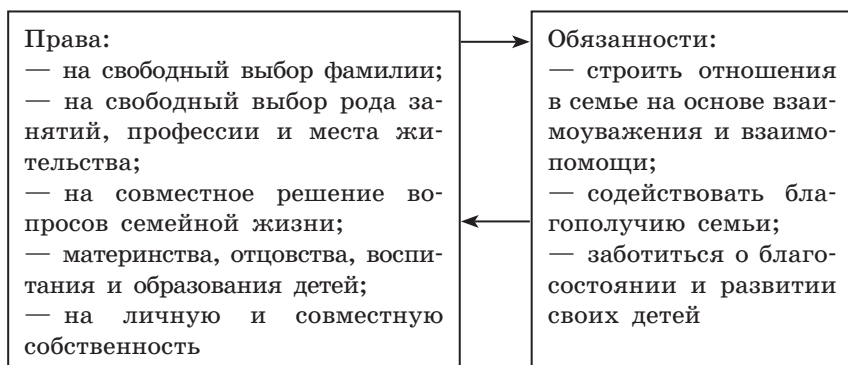 Права:
— на свободный выбор фамилии;
— на свободный выбор рода за-
нятий, профессии и места жи-
тельства;
— на совместное решение во-
просов семейной жизни;
— материнства, отцовства, воспи-
тания и образования детей;
— на личную и совместную
собственность
Обязанности:
— строить отношения
в семье на основе взаи-
моуважения и взаимо-
помощи;
— содействовать бла-
гополучию семьи;
— заботиться о благо-
состоянии и развитии
своих детей